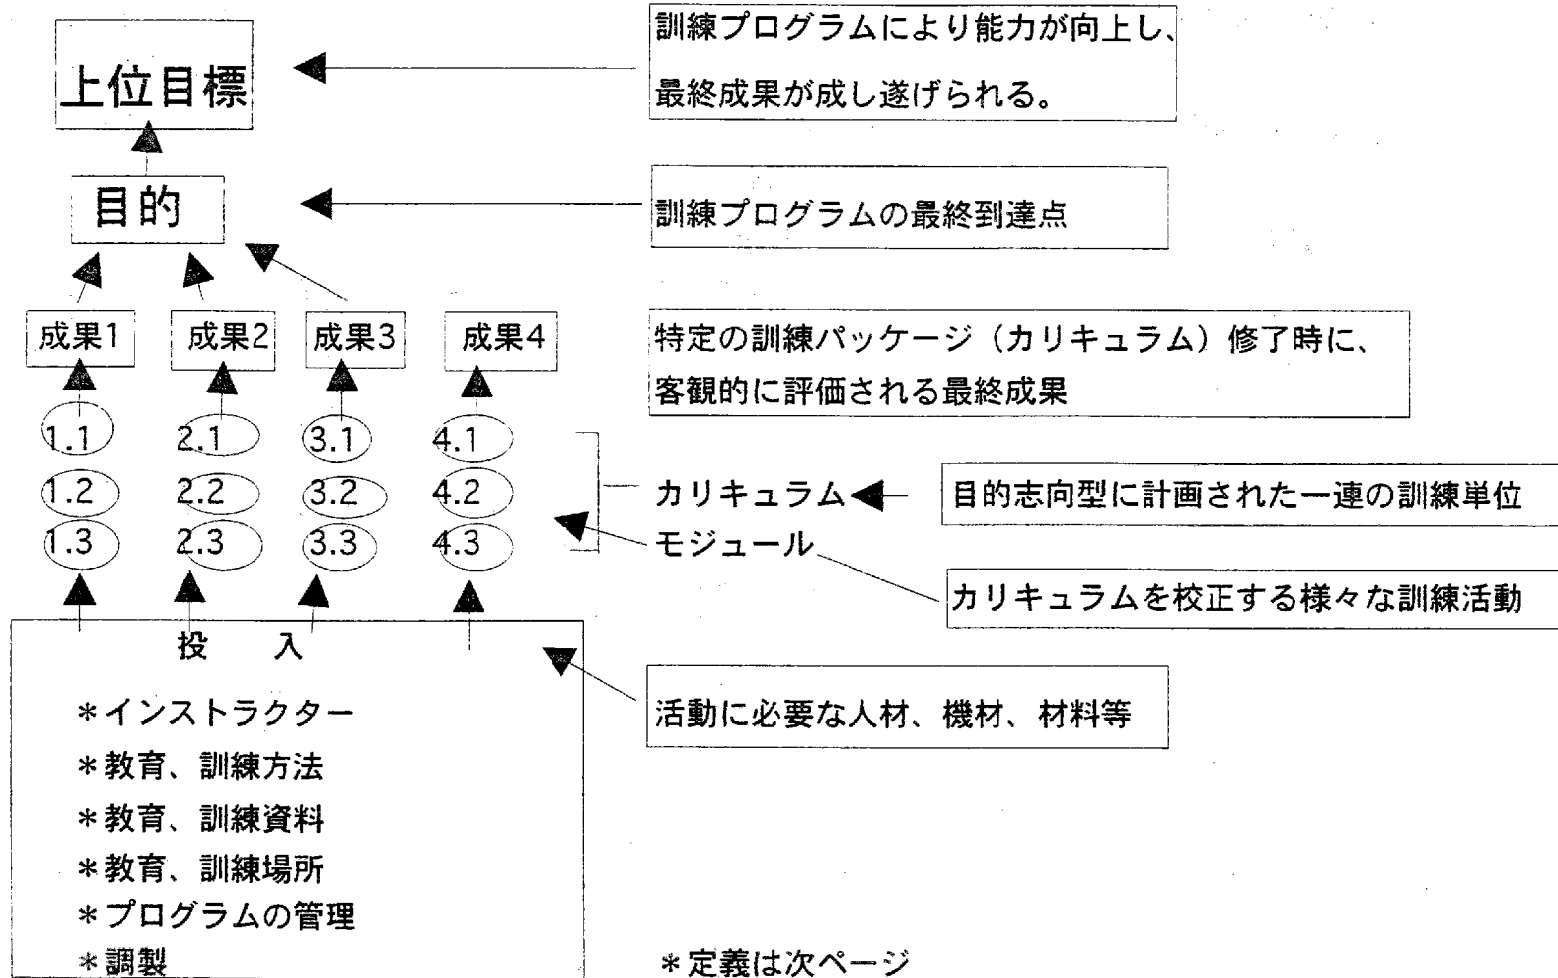 上位目標
訓練プログラムにより能力が向上し、
最終成果が成し遂げられる。
目的
訓練プログラムの最終到達点
成果1 成果2 成果3 成果4
特定の訓練パッケージ（カリキュラム）修了時に、
客観的に評価される最終成果
1.1 2.1 3.1 4.1
1.2 2.2 3.2 4.2
1.3 2.3 3.3 4.3
カリキュラム
目的志向型に計画された一連の訓練単位
モジュール
カリキュラムを校正する様々な訓練活動
投 入
活動に必要な人材、機材、材料等
＊インストラクター
＊教育、訓練方法
＊教育、訓練資料
＊教育、訓練場所
＊プログラムの管理
＊調製
＊定義は次ページ